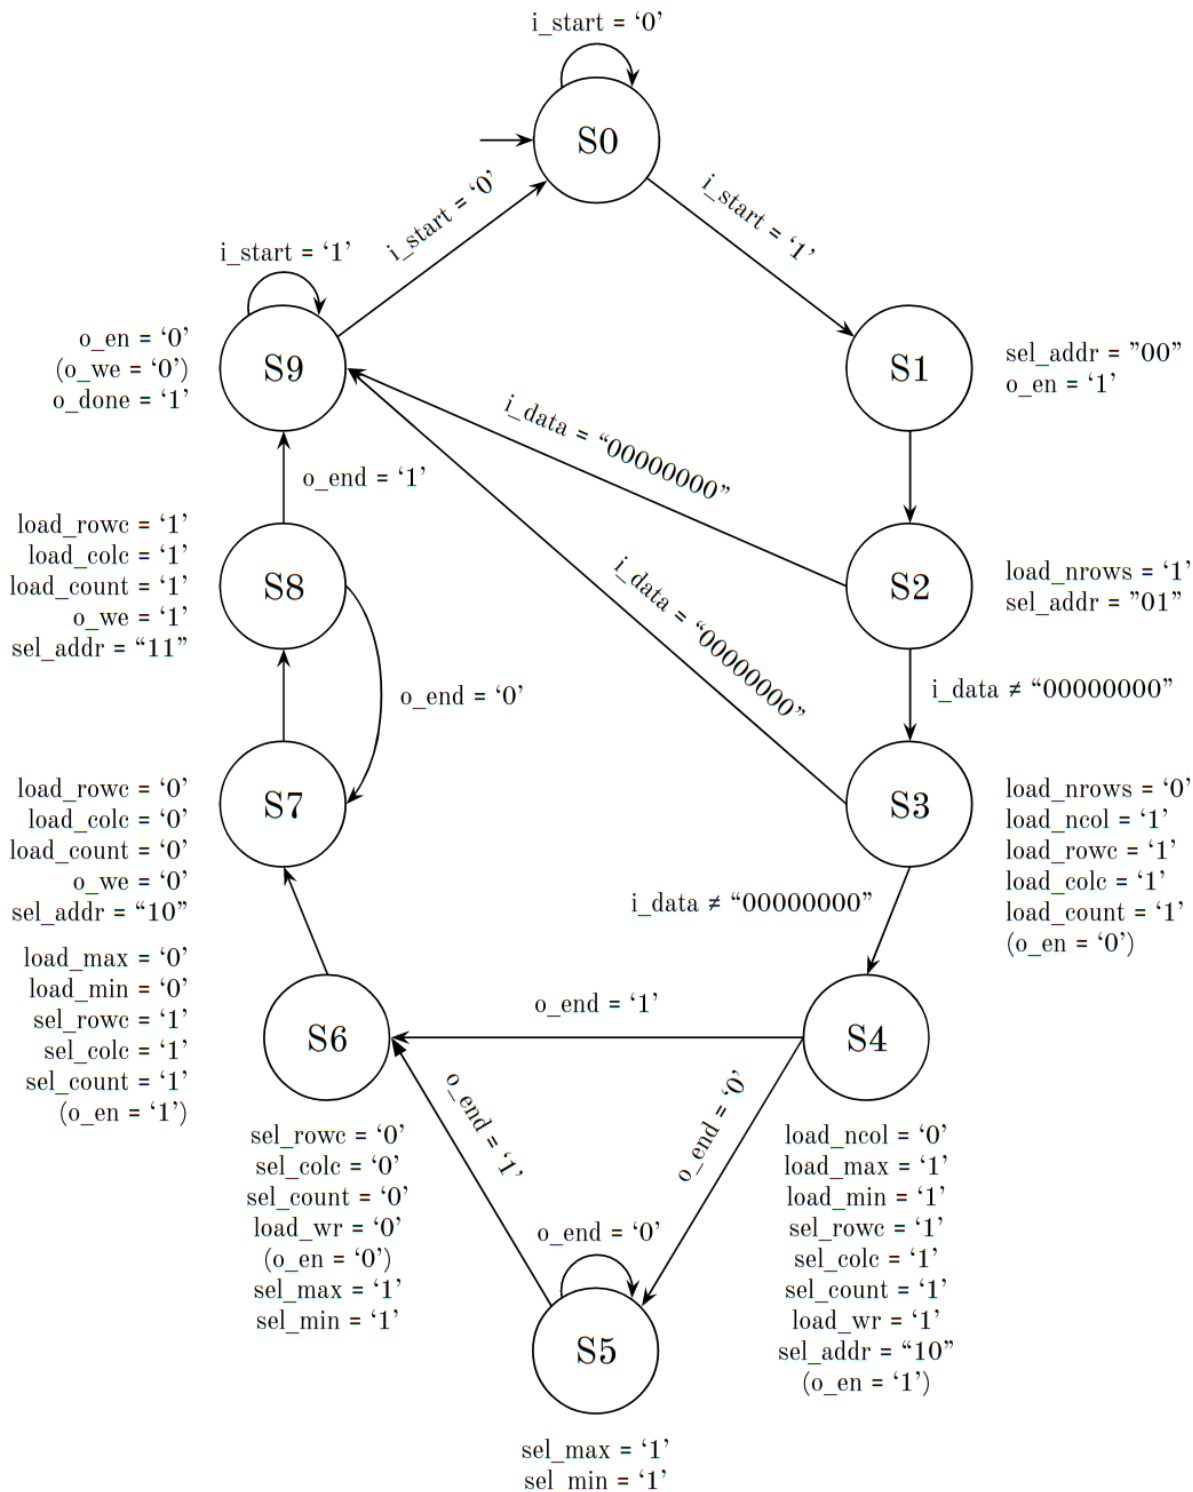 i_start = ‘0’
S0
i_start = ‘0’
i_start = ‘1’
i_start = ‘1’
o_en = ‘0’
(o_we = ‘0’)
o_done = ‘1’
S9
S1
sel_addr = ”00”
o_en = ‘1’
i_data = “00000000”
o_end = ‘1’
load_rowc = ‘1’
load_colc = ‘1’
load_count = ‘1’
o_we = ‘1’
sel_addr = “11”
S8
i_data = “00000000”
S2
load_nrows = ‘1’
sel_addr = ”01”
o_end = ‘0’
i_data ≠ “00000000”
load_rowc = ‘0’
load_colc = ‘0’
load_count = ‘0’
o_we = ‘0’
sel_addr = “10”
load_max = ‘0’
load_min = ‘0’
sel_rowc = ‘1’
sel_colc = ‘1’
sel_count = ‘1’
(o_en = ‘1’)
S7
S3
load_nrows = ‘0’
load_ncol = ‘1’
load_rowc = ‘1’
load_colc = ‘1’
load_count = ‘1’
(o_en = ‘0’)
i_data ≠ “00000000”
S6
o_end = ‘1’
S4
o_end = ‘1’
o_end = ‘0’
sel_rowc = ‘0’
sel_colc = ‘0’
sel_count = ‘0’
load_wr = ‘0’
(o_en = ‘0’)
sel_max = ‘1’
sel_min = ‘1’
load_ncol = ‘0’
load_max = ‘1’
load_min = ‘1’
sel_rowc = ‘1’
sel_colc = ‘1’
sel_count = ‘1’
load_wr = ‘1’
sel_addr = “10”
(o_en = ‘1’)
o_end = ‘0’
S5
sel_max = ‘1’
sel_min = ‘1’